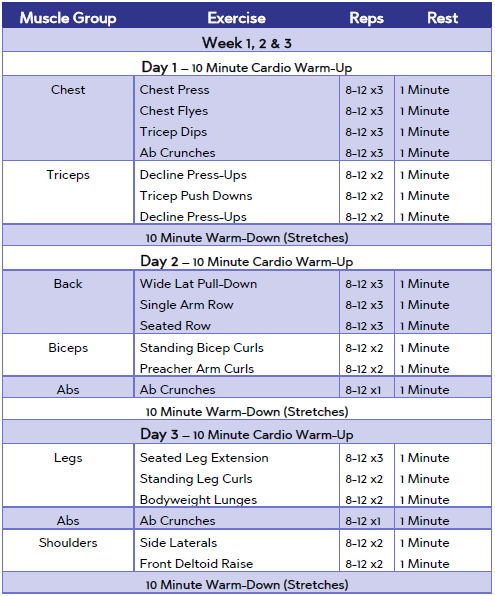 Muscle Group Exercise Reps Rest
Week 1, 2 & 3
Day 1 – 10 Minute Cardio Warm-Up
Chest Chest Press 8–12 x3 1 Minute
Chest Flyes 8–12 x3 1 Minute
Tricep Dips 8–12 x3 1 Minute
Ab Crunches 8–12 x3 1 Minute
Triceps Decline Press-Ups 8–12 x2 1 Minute
Tricep Push Downs 8–12 x2 1 Minute
Decline Press-Ups 8–12 x2 1 Minute
10 Minute Warm-Down (Stretches)
Day 2 – 10 Minute Cardio Warm-Up
Back Wide Lat Pull-Down 8–12 x3 1 Minute
Single Arm Row 8–12 x3 1 Minute
Seated Row 8–12 x3 1 Minute
Biceps Standing Bicep Curls 8–12 x2 1 Minute
Preacher Arm Curls 8–12 x2 1 Minute
Abs Ab Crunches 8–12 x1 1 Minute
10 Minute Warm-Down (Stretches)
Day 3 – 10 Minute Cardio Warm-Up
Legs Seated Leg Extension 8–12 x3 1 Minute
Standing Leg Curls 8–12 x2 1 Minute
Bodyweight Lunges 8–12 x2 1 Minute
Abs Ab Crunches 8–12 x1 1 Minute
Shoulders Side Laterals 8–12 x2 1 Minute
Front Deltoid Raise 8–12 x2 1 Minute
10 Minute Warm-Down (Stretches)